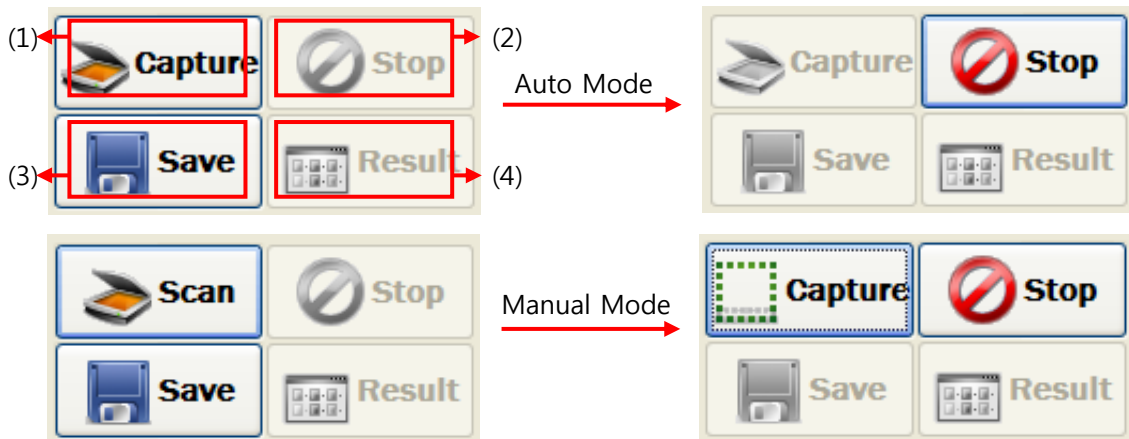 (1) Capture Stop (2)
Auto Mode
Capture Stop
(3) Save Result (4)
Save Result
Scan Stop
Manual Mode
Capture Stop
Save Result
Save Result